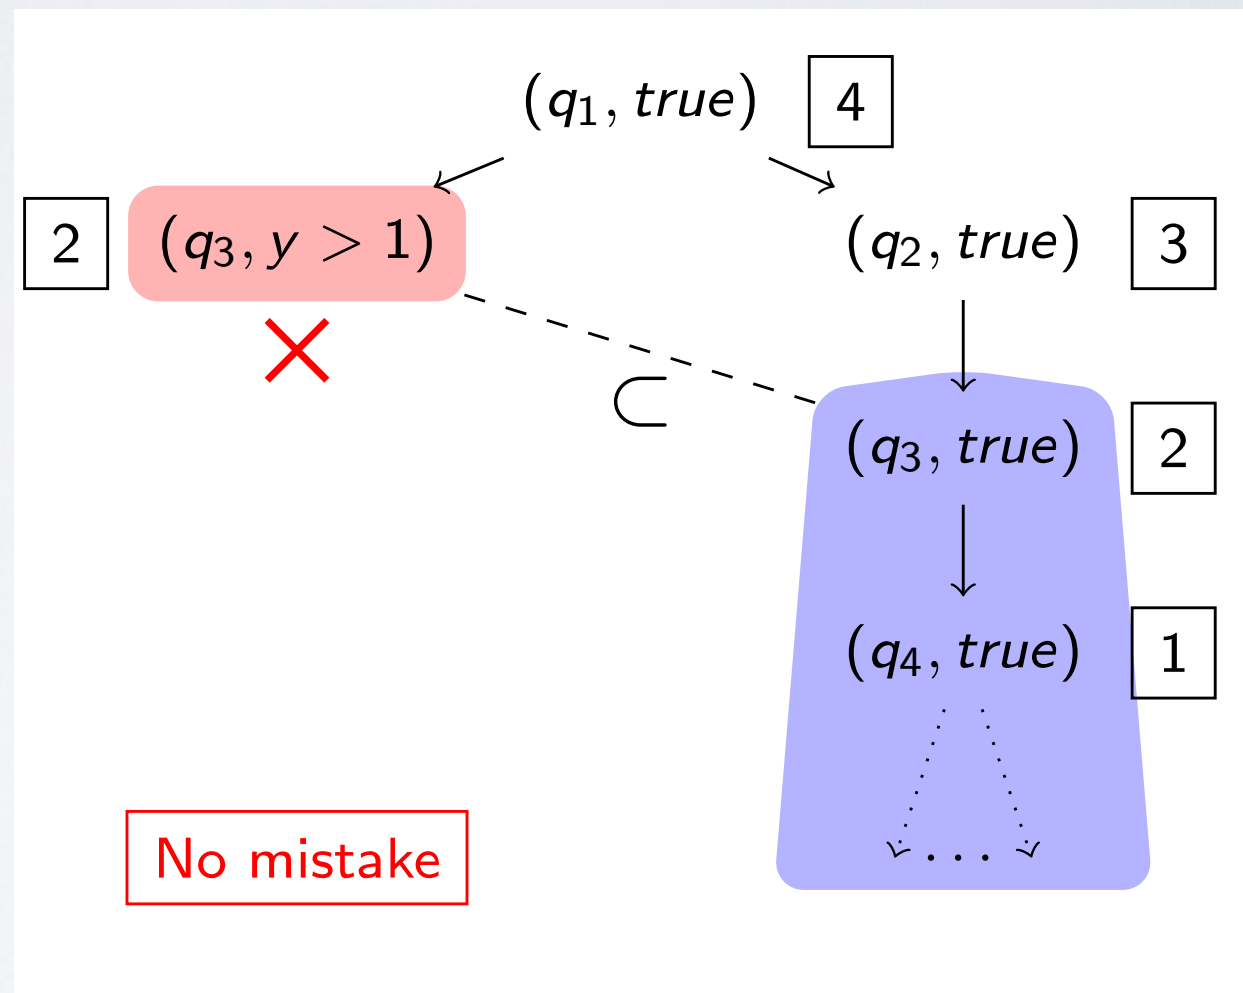 (q₁, true) 4
2 (q₃, y > 1) (q₂, true) 3
⊂
(q₃, true) 2
(q₄, true) 1
...
No mistake